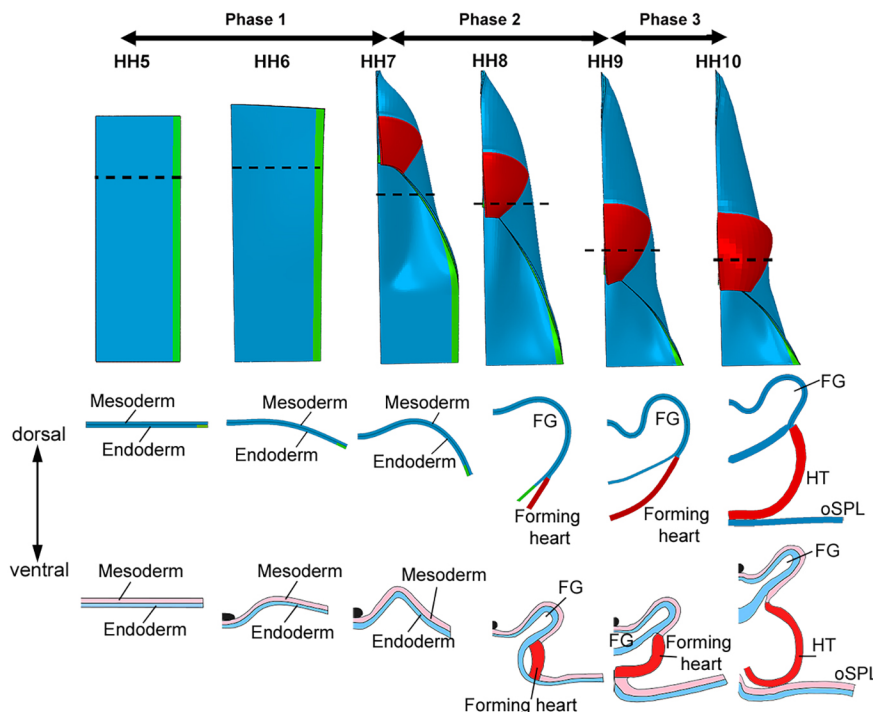 Phase 1
Phase 2
Phase 3
HH5
HH6
HH7
HH8
HH9
HH10
dorsal
ventral
Mesoderm
Endoderm
Mesoderm
Endoderm
Mesoderm
Endoderm
FG
Forming
heart
FG
Forming
heart
FG
HT
oSPL
Mesoderm
Endoderm
Mesoderm
Endoderm
Mesoderm
Endoderm
FG
Forming heart
FG
Forming
heart
FG
HT
oSPL